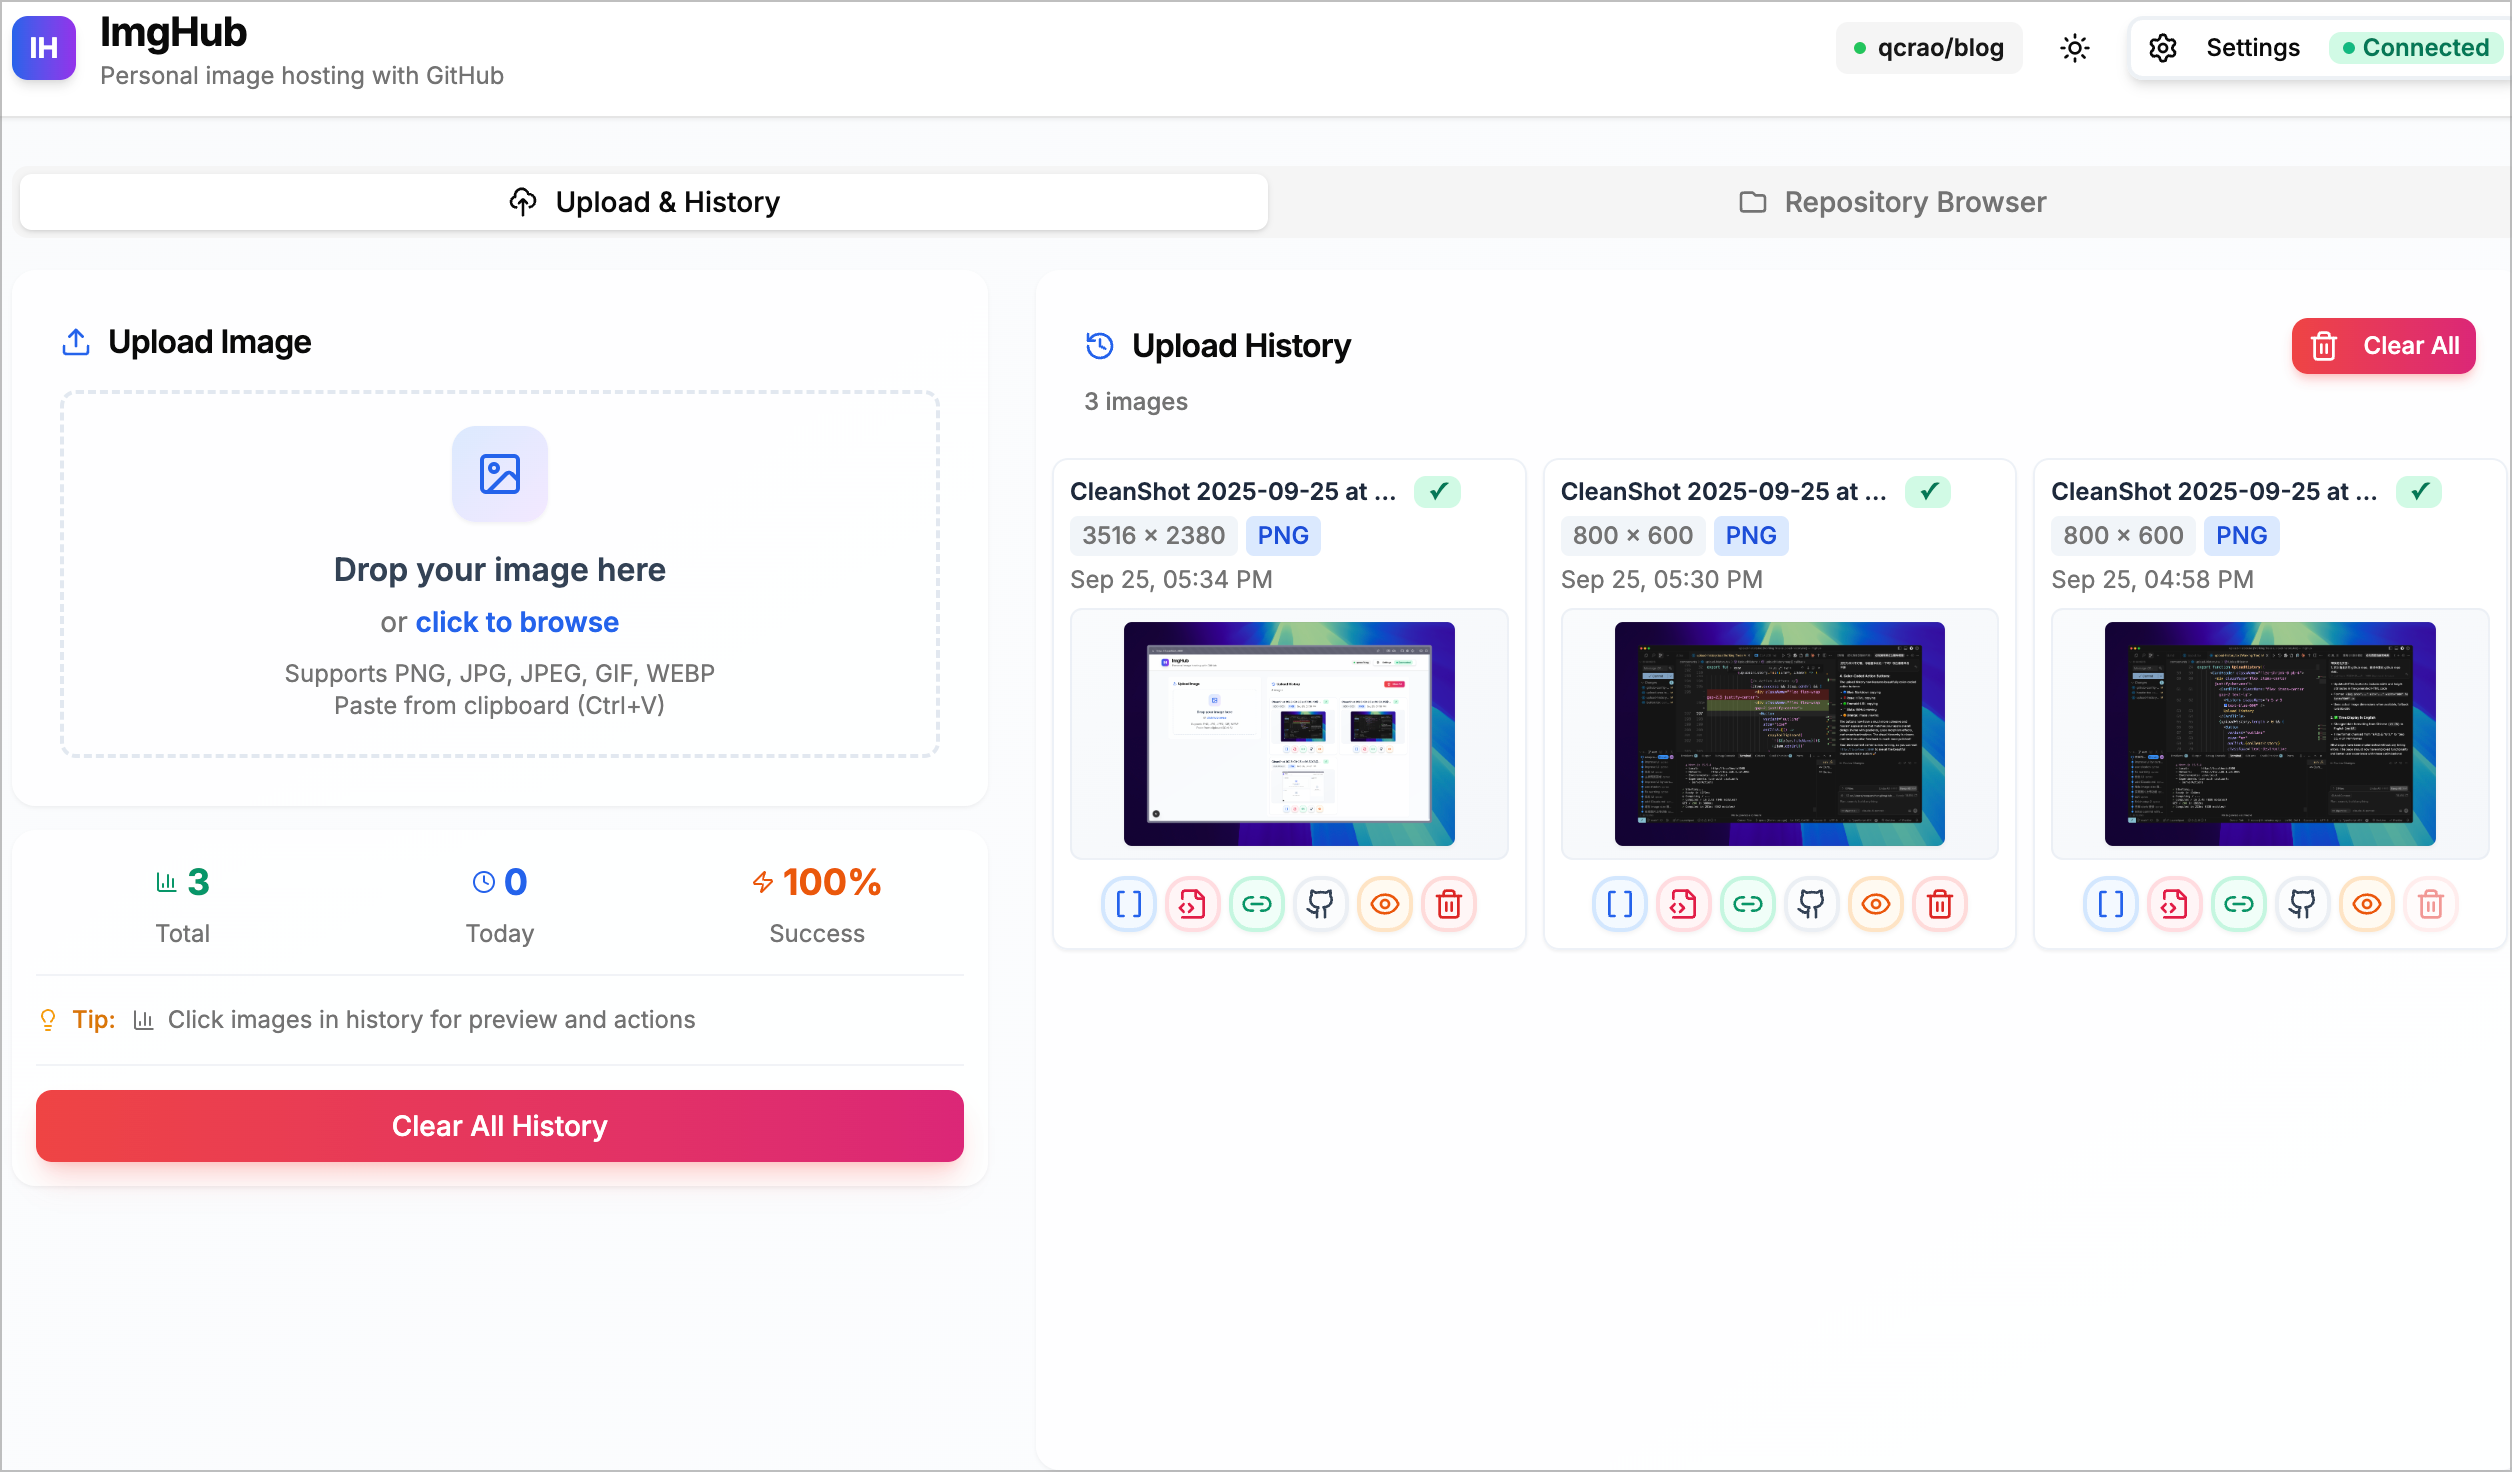 IH
ImgHub
Personal image hosting with GitHub
qcrao/blog
Settings
Connected
Upload & History
Repository Browser
Upload Image
Drop your image here
or click to browse
Supports PNG, JPG, JPEG, GIF, WEBP
Paste from clipboard (Ctrl+V)
3
Total
0
Today
100%
Success
Tip: Click images in history for preview and actions
Clear All History
Upload History
Clear All
3 images
CleanShot 2025-09-25 at ... ✓
3516 × 2380 PNG
Sep 25, 05:34 PM
CleanShot 2025-09-25 at ... ✓
800 × 600 PNG
Sep 25, 05:30 PM
CleanShot 2025-09-25 at ... ✓
800 × 600 PNG
Sep 25, 04:58 PM